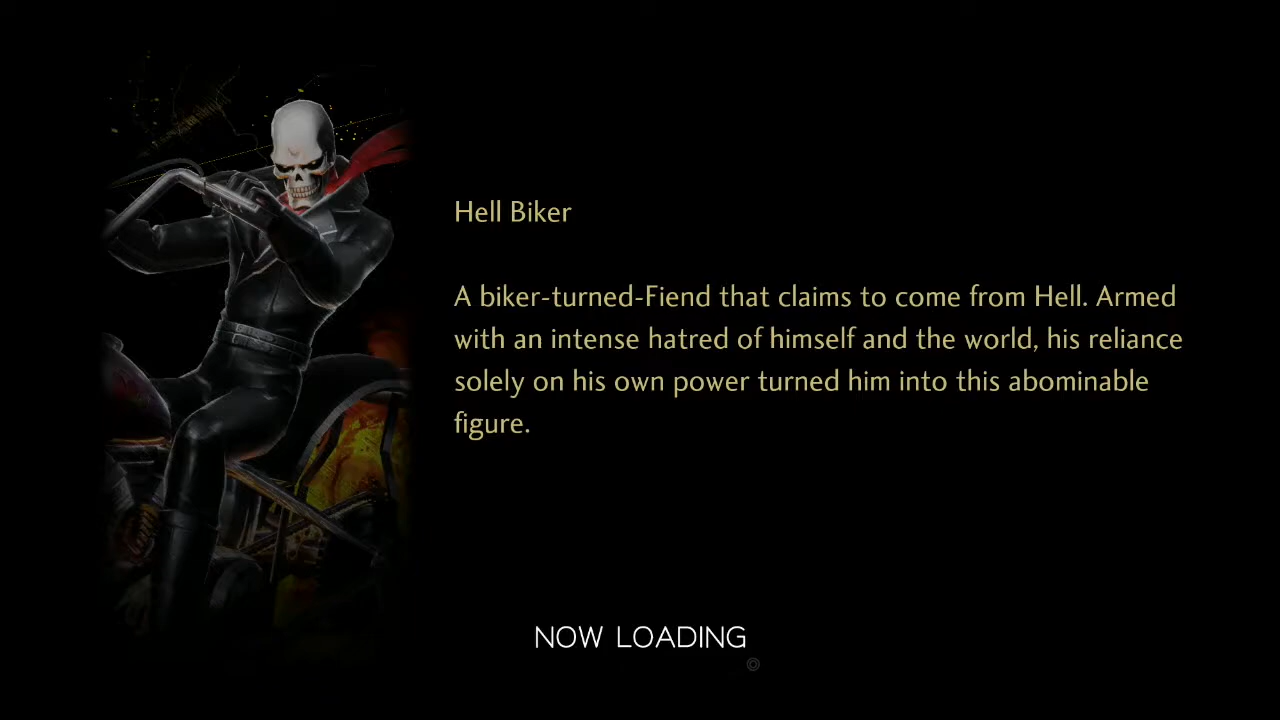 Hell Biker
A biker-turned-Fiend that claims to come from Hell. Armed
with an intense hatred of himself and the world, his reliance
solely on his own power turned him into this abominable
figure.
NOW LOADING